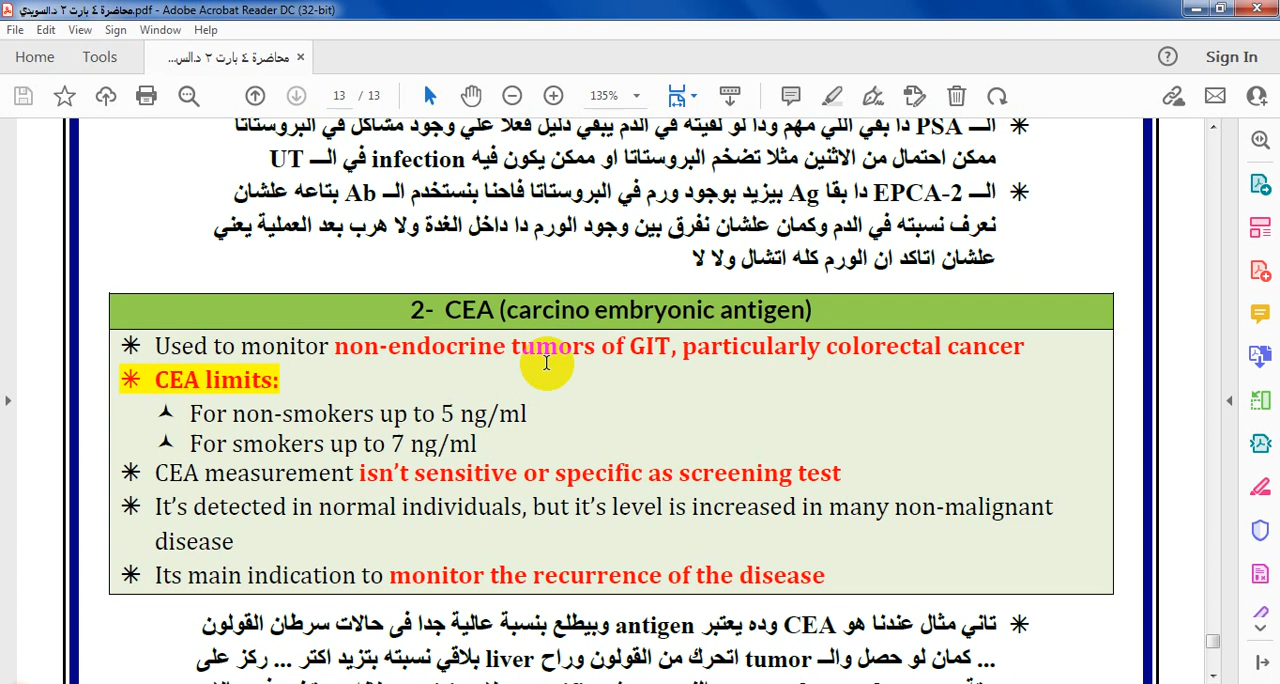 محاضرة ٤ بارت ٢ د.السويدي.pdf - Adobe Acrobat Reader DC (32-bit)
File Edit View Sign Window Help
Home Tools محاضرة ٤ بارت ٢ د.الس... × Sign In
13 / 13 135%
الـــ PSA دا بقي اللي مهم ودا لو لقيته في الدم يبقي دليل فعلا علي وجود مشاكل في البروستاتا
ممكن احتمال من الاثنين مثلا تضخم البروستاتا او ممكن يكون فيه infection في الـــ UT
الـــ EPCA-2 دا بقا Ag بيزيد بوجود ورم في البروستاتا فاحنا بنستخدم الـــ Ab بتاعه علشان
نعرف نسبته في الدم وكمان علشان نفرق بين وجود الورم دا داخل الغدة ولا هرب بعد العملية يعني
علشان اتاكد ان الورم كله اتشال ولا لا
2- CEA (carcino embryonic antigen)
Used to monitor non-endocrine tumors of GIT, particularly colorectal cancer
CEA limits:
For non-smokers up to 5 ng/ml
For smokers up to 7 ng/ml
CEA measurement isn't sensitive or specific as screening test
It's detected in normal individuals, but it's level is increased in many non-malignant
disease
Its main indication to monitor the recurrence of the disease
تاني مثال عندنا هو CEA وده يعتبر antigen وبيطلع بنسبة عالية جدا فى حالات سرطان القولون
... كمان لو حصل والـــ tumor اتحرك من القولون وراح liver بلاقي نسبته بتزيد اكتر ... ركز على